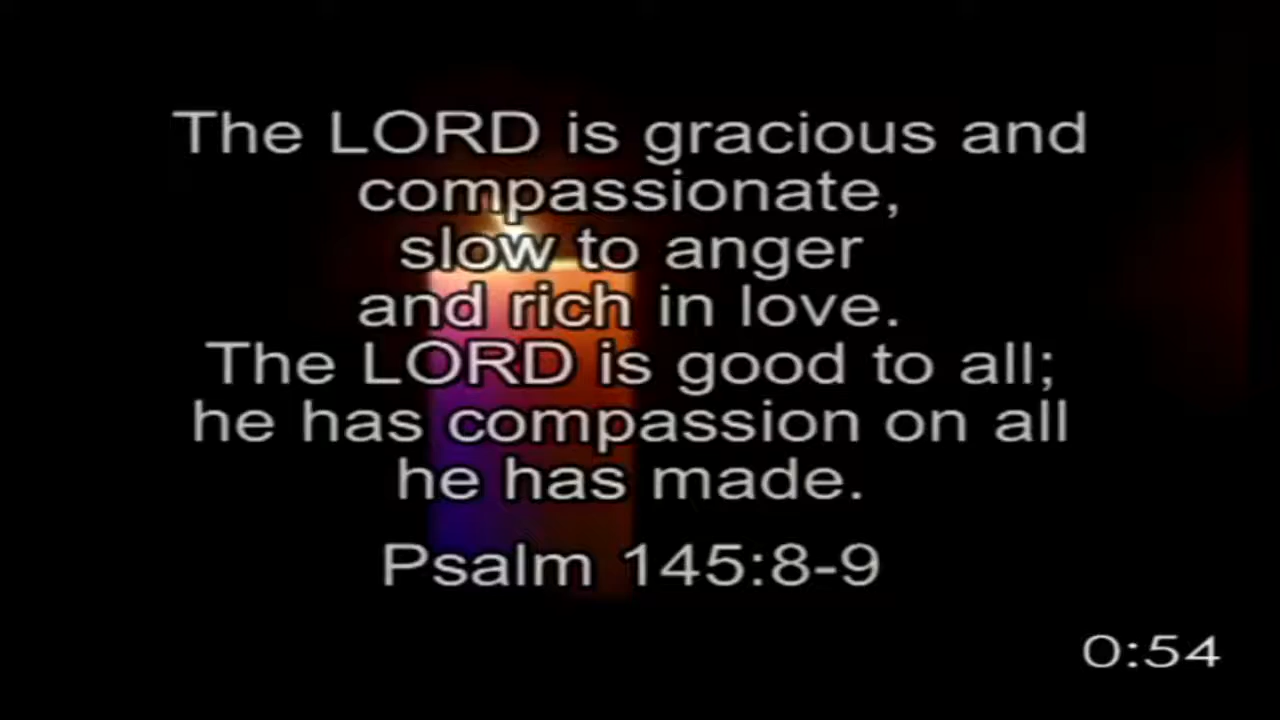 The LORD is gracious and
compassionate,
slow to anger
and rich in love.
The LORD is good to all;
he has compassion on all
he has made.
Psalm 145:8-9
0:54